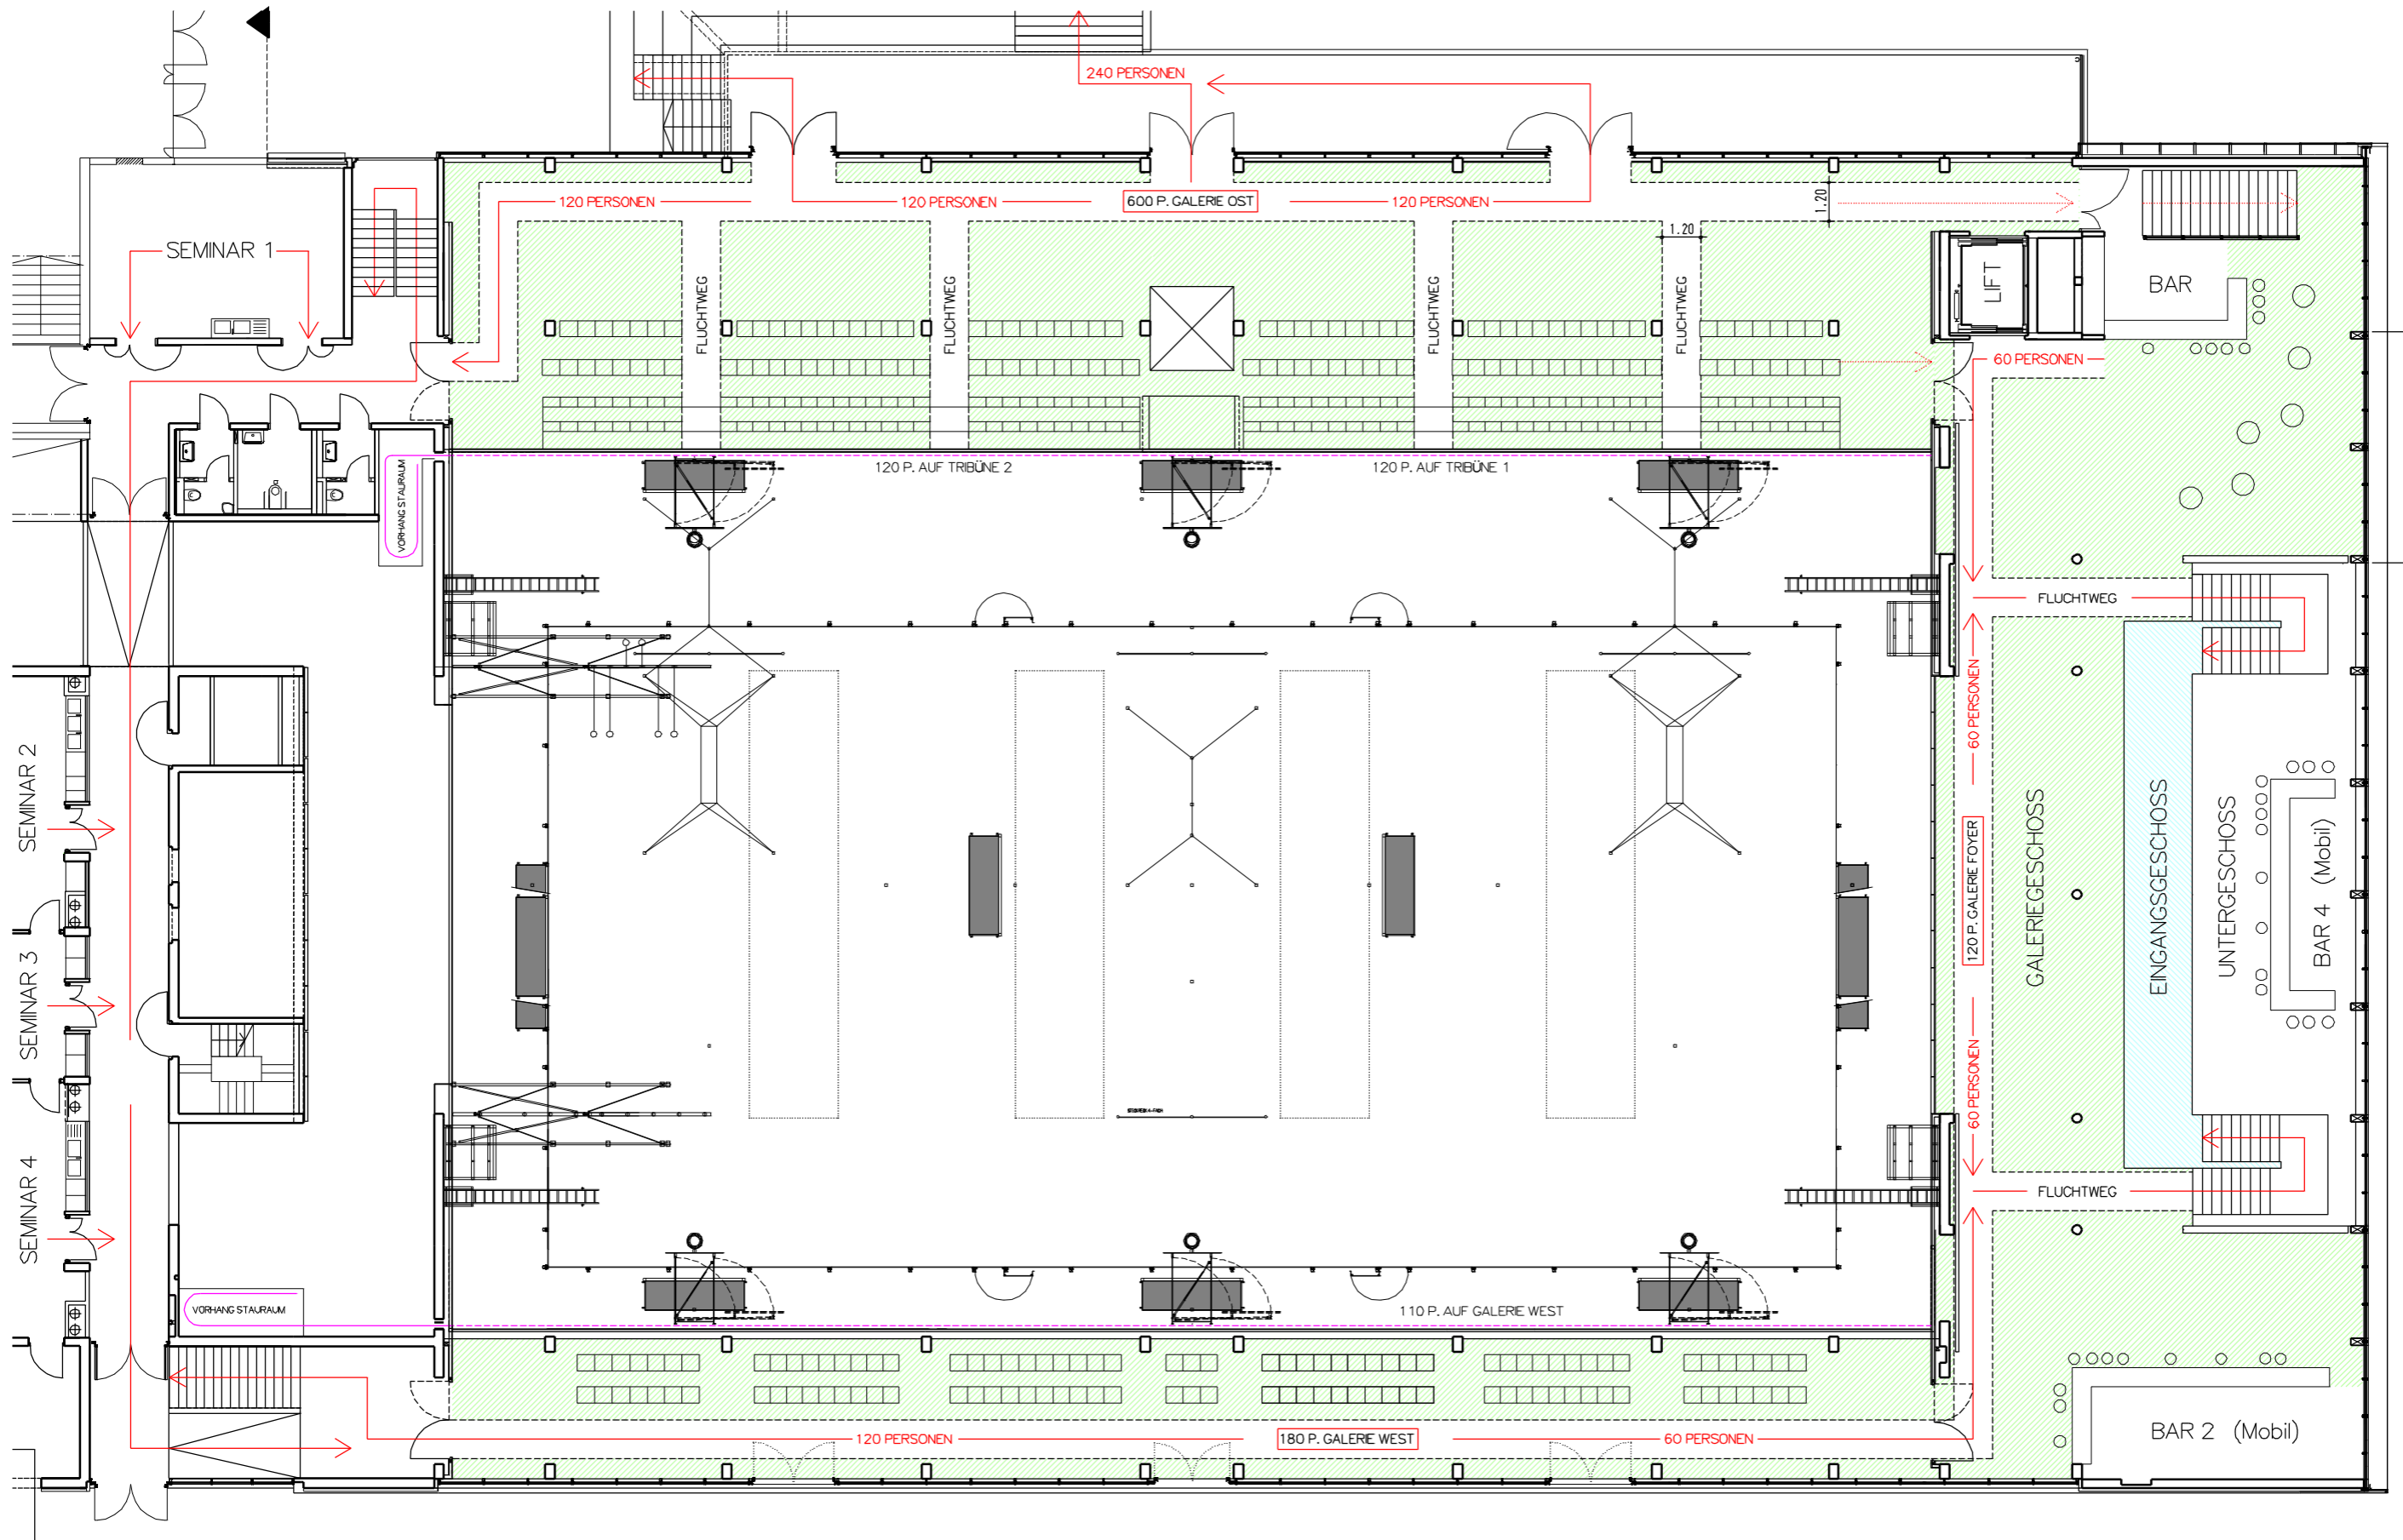 240 PERSONEN
120 PERSONEN
120 PERSONEN
600 P. GALERIE OST
120 PERSONEN
1.20
1.20
SEMINAR 1
FLUCHTWEG
FLUCHTWEG
FLUCHTWEG
FLUCHTWEG
LIFT
BAR
60 PERSONEN
VORHANG STAURAUM
120 P. AUF TRIBÜNE 2
120 P. AUF TRIBÜNE 1
FLUCHTWEG
60 PERSONEN
SEMINAR 2
SEMINAR 3
SEMINAR 4
120 P. GALERIE FOYER
GALERIEGESCHOSS
EINGANGSGESCHOSS
UNTERGESCHOSS
BAR 4 (Mobil)
60 PERSONEN
FLUCHTWEG
VORHANG STAURAUM
110 P. AUF GALERIE WEST
120 PERSONEN
180 P. GALERIE WEST
60 PERSONEN
BAR 2 (Mobil)